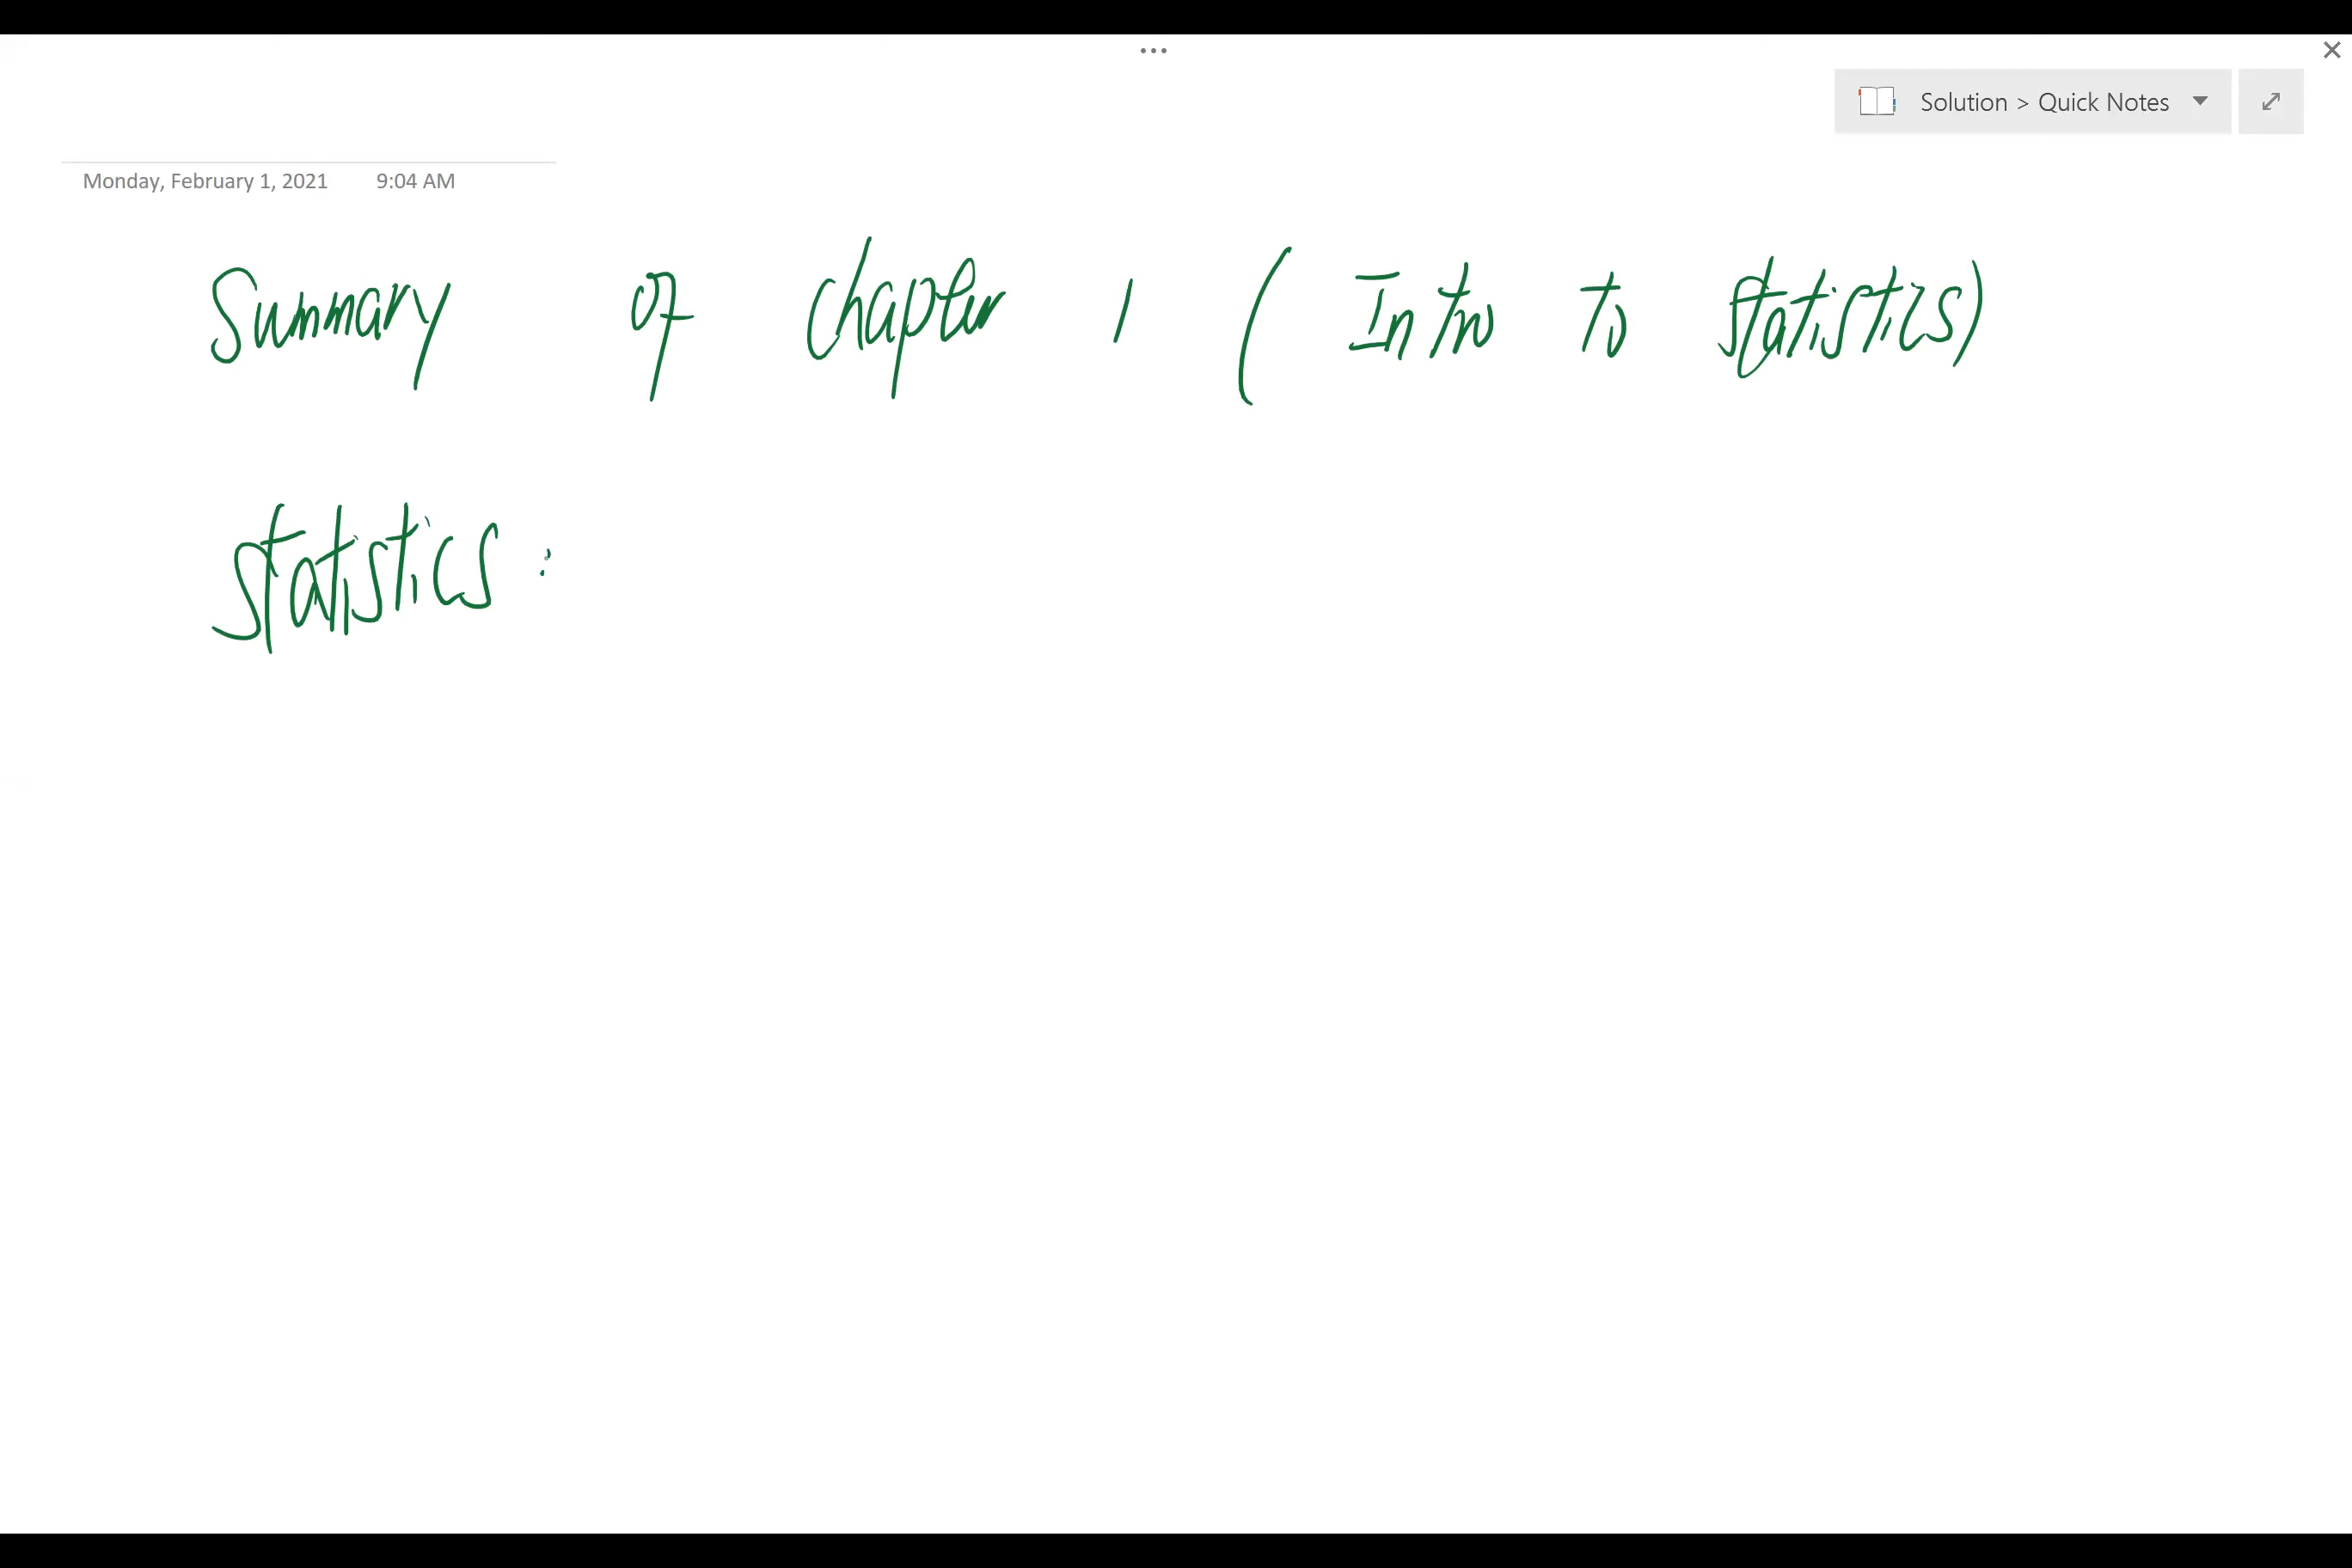 Solution > Quick Notes
Monday, February 1, 2021 9:04 AM
Summary of Chapter 1 ( Intro to Statistics)
Statistics :